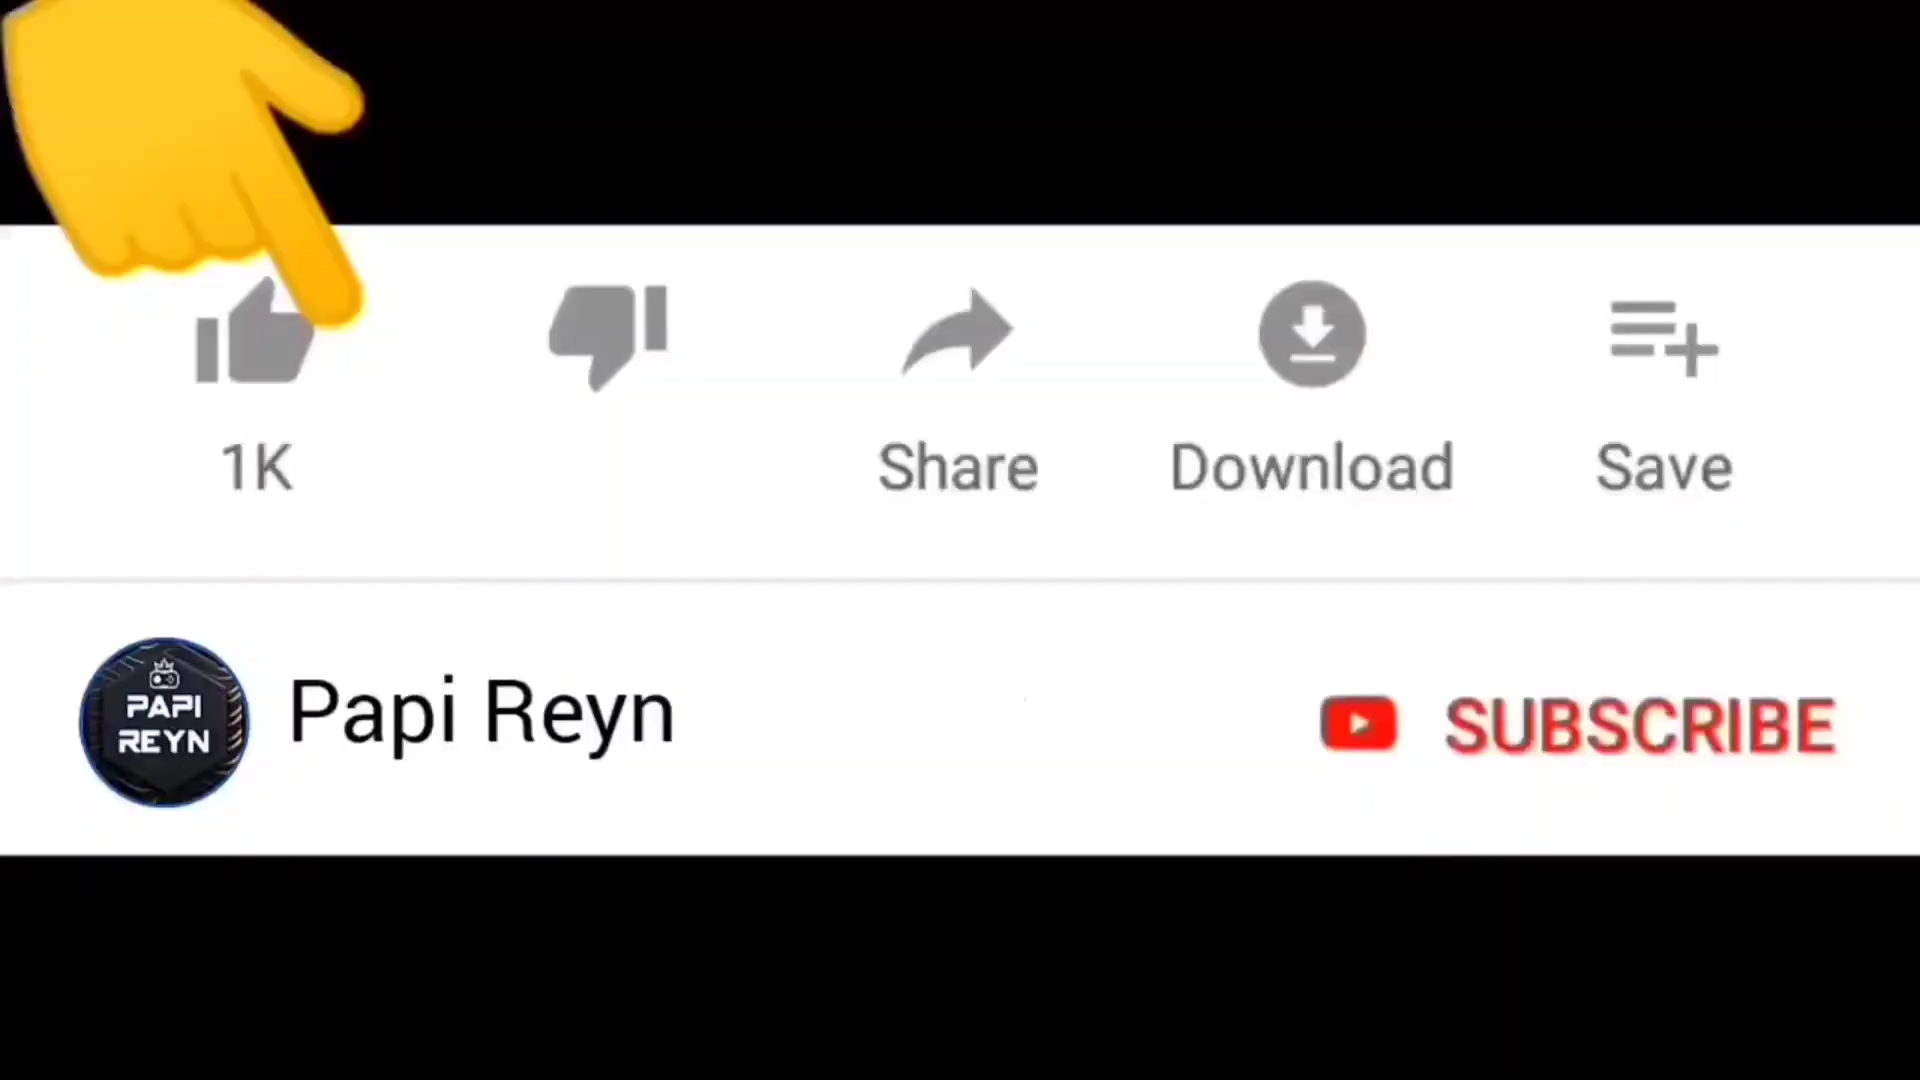 1K
Share
Download
Save
PAPI
REYN
Papi Reyn
SUBSCRIBE